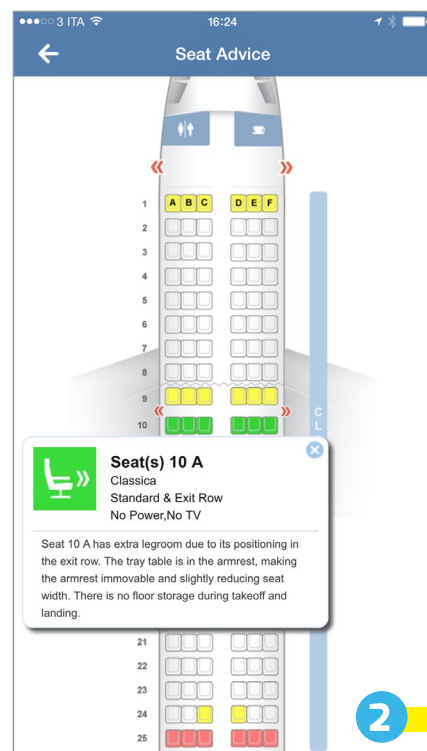 3 ITA 16:24
Seat Advice
1 A B C D E F
2
3
4
5
6
7
8
9
C
10 L
Seat(s) 10 A
Classica
Standard & Exit Row
No Power,No TV
Seat 10 A has extra legroom due to its positioning in
the exit row. The tray table is in the armrest, making
the armrest immovable and slightly reducing seat
width. There is no floor storage during takeoff and
landing.
21
22
23
24
25
2